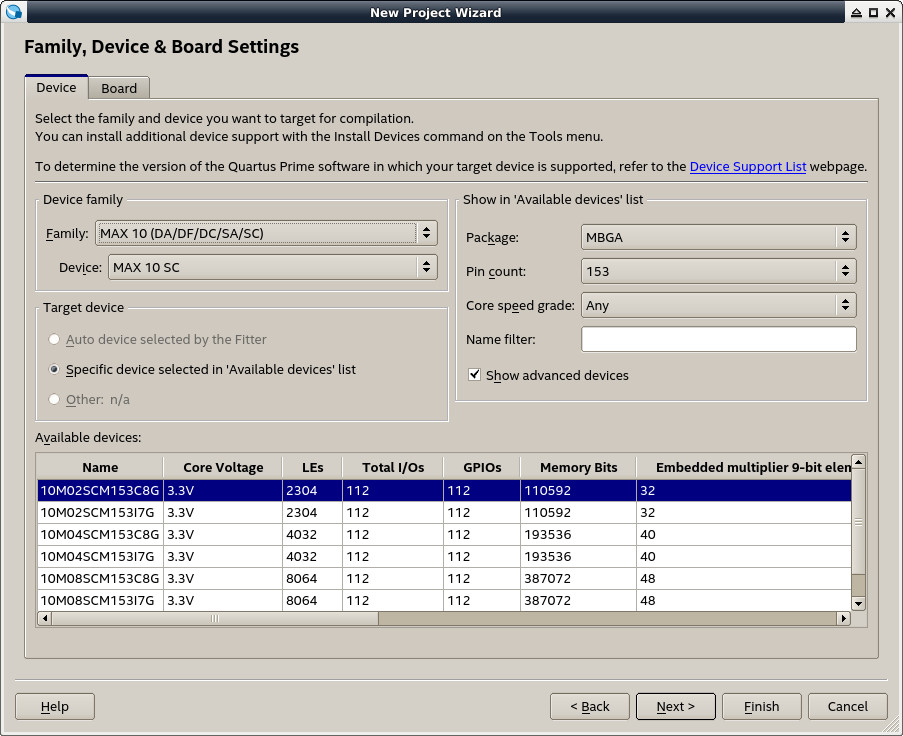 New Project Wizard
Family, Device & Board Settings
Device Board
Select the family and device you want to target for compilation.
You can install additional device support with the Install Devices command on the Tools menu.
To determine the version of the Quartus Prime software in which your target device is supported, refer to the Device Support List webpage.
Device family
Family: MAX 10 (DA/DF/DC/SA/SC)
Device: MAX 10 SC
Target device
Auto device selected by the Fitter
Specific device selected in 'Available devices' list
Other: n/a
Show in 'Available devices' list
Package: MBGA
Pin count: 153
Core speed grade: Any
Name filter:
Show advanced devices
Available devices:
Name Core Voltage LEs Total I/Os GPIOs Memory Bits Embedded multiplier 9-bit elen
10M02SCM153C8G 3.3V 2304 112 112 110592 32
10M02SCM153I7G 3.3V 2304 112 112 110592 32
10M04SCM153C8G 3.3V 4032 112 112 193536 40
10M04SCM153I7G 3.3V 4032 112 112 193536 40
10M08SCM153C8G 3.3V 8064 112 112 387072 48
10M08SCM153I7G 3.3V 8064 112 112 387072 48
Help < Back Next > Finish Cancel